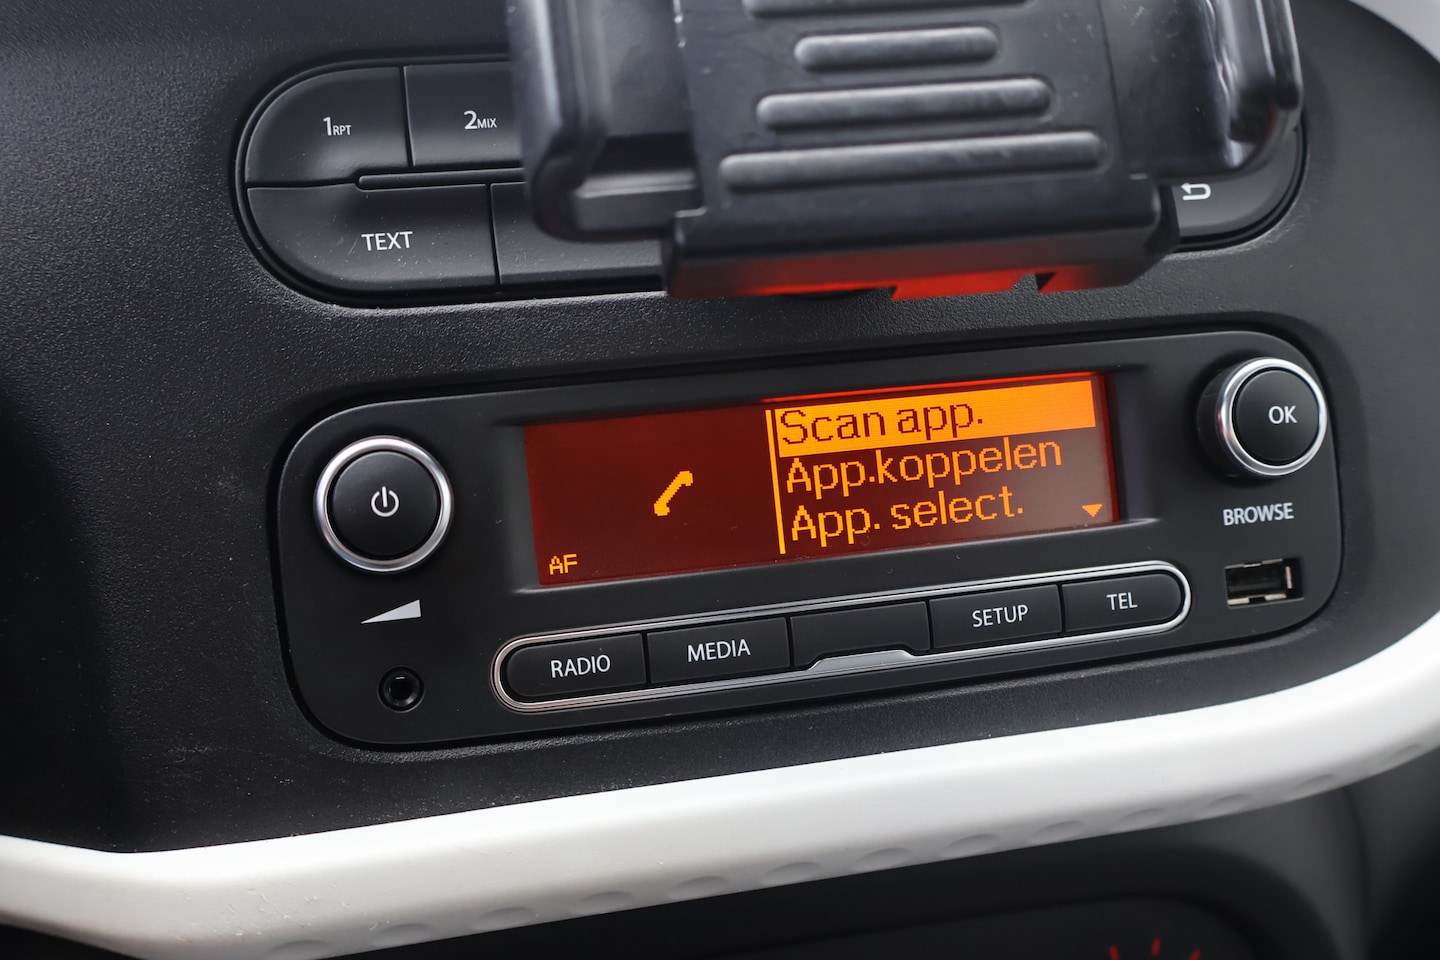 1RPT
2MIX
TEXT
Scan app.
App.koppelen
App. select.
AF
OK
BROWSE
RADIO
MEDIA
SETUP
TEL